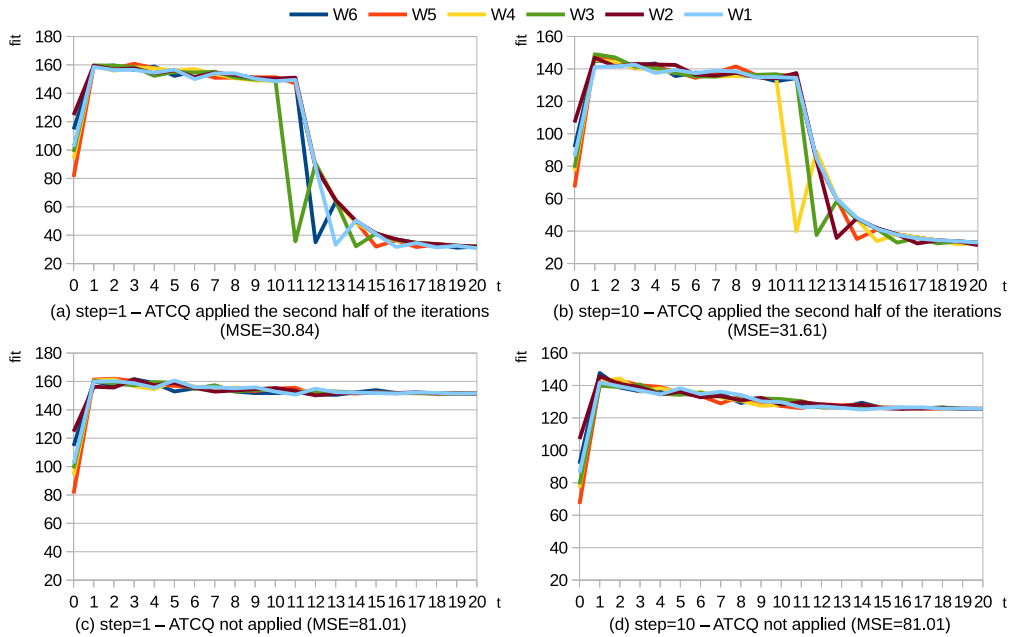 W6 W5 W4 W3 W2 W1
fit
180
160
140
120
100
80
60
40
20
0 1 2 3 4 5 6 7 8 9 10 11 12 13 14 15 16 17 18 19 20 t
(a) step=1 – ATCQ applied the second half of the iterations
(MSE=30.84)
fit
160
140
120
100
80
60
40
20
0 1 2 3 4 5 6 7 8 9 10 11 12 13 14 15 16 17 18 19 20 t
(b) step=10 – ATCQ applied the second half of the iterations
(MSE=31.61)
fit
180
160
140
120
100
80
60
40
20
0 1 2 3 4 5 6 7 8 9 10 11 12 13 14 15 16 17 18 19 20 t
(c) step=1 – ATCQ not applied (MSE=81.01)
fit
160
140
120
100
80
60
40
20
0 1 2 3 4 5 6 7 8 9 10 11 12 13 14 15 16 17 18 19 20 t
(d) step=10 – ATCQ not applied (MSE=81.01)